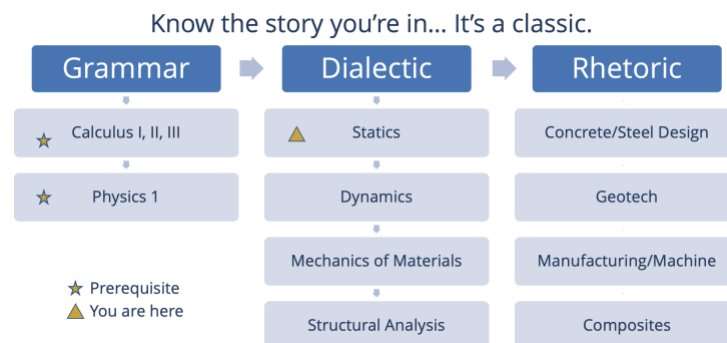 Know the story you're in... It's a classic.
Grammar
Dialectic
Rhetoric
Calculus I, II, III
Physics 1
Statics
Dynamics
Mechanics of Materials
Structural Analysis
Concrete/Steel Design
Geotech
Manufacturing/Machine
Composites
Prerequisite
You are here